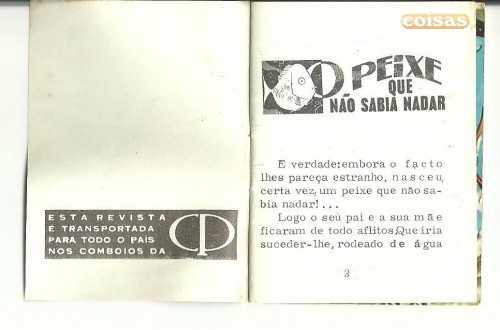 coisas
ESTA REVISTA
É TRANSPORTADA
PARA TODO O PAÍS
NOS COMBOIOS DA
CP
O PEIXE
QUE
NÃO SABIA NADAR
E verdade:embora o facto
lhes pareça estranho, nasceu,
certa vez, um peixe que não sa-
bia nadar!...
Logo o seú pai e a sua mãe
ficaram de todo aflitos.Que iria
suceder-lhe, rodeado de água
3